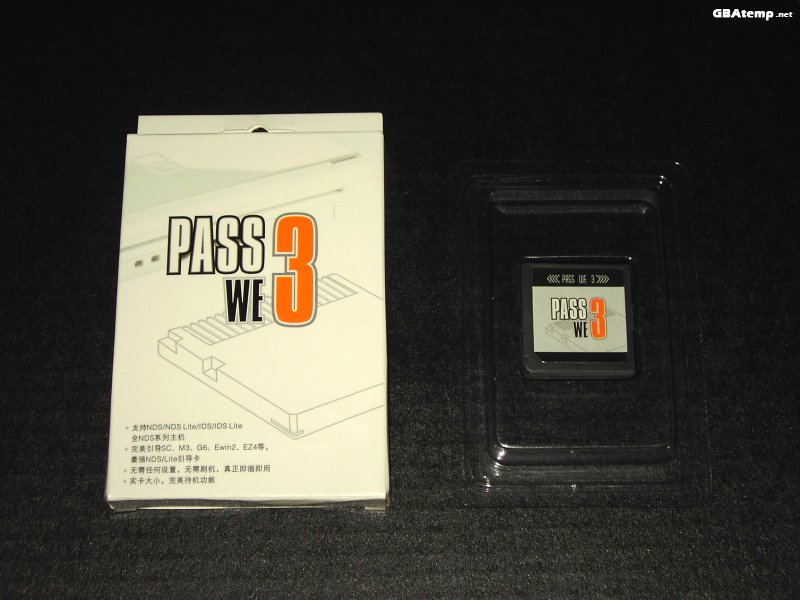 GBAtemp.net
PASS
WE 3
支持NDS/NDS Lite/IDS/IDS Lite
全NDS系列主机
完美引导SC、M3、G6、Ewin2、EZ4等，
最强NDS/Lite引导卡
无需任何设置，无需刷机，真正即插即用
实卡大小，完美待机功能
<<<< PASS WE 3 >>>>
PASS
WE 3